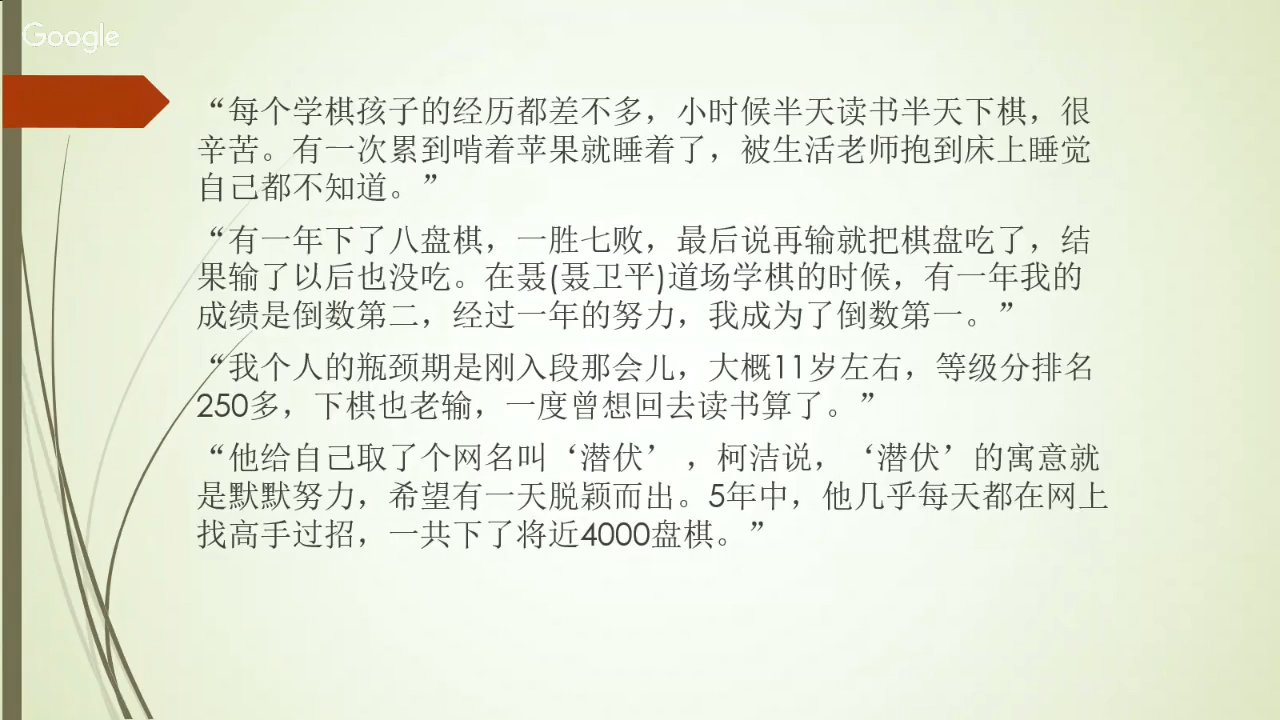 Google
“每个学棋孩子的经历都差不多，小时候半天读书半天下棋，很
辛苦。有一次累到啃着苹果就睡着了，被生活老师抱到床上睡觉
自己都不知道。”
“有一年下了八盘棋，一胜七败，最后说再输就把棋盘吃了，结
果输了以后也没吃。在聂(聂卫平)道场学棋的时候，有一年我的
成绩是倒数第二，经过一年的努力，我成为了倒数第一。”
“我个人的瓶颈期是刚入段那会儿，大概11岁左右，等级分排名
250多，下棋也老输，一度曾想回去读书算了。”
“他给自己取了个网名叫‘潜伏’，柯洁说，‘潜伏’的寓意就
是默默努力，希望有一天脱颖而出。5年中，他几乎每天都在网上
找高手过招，一共下了将近4000盘棋。”